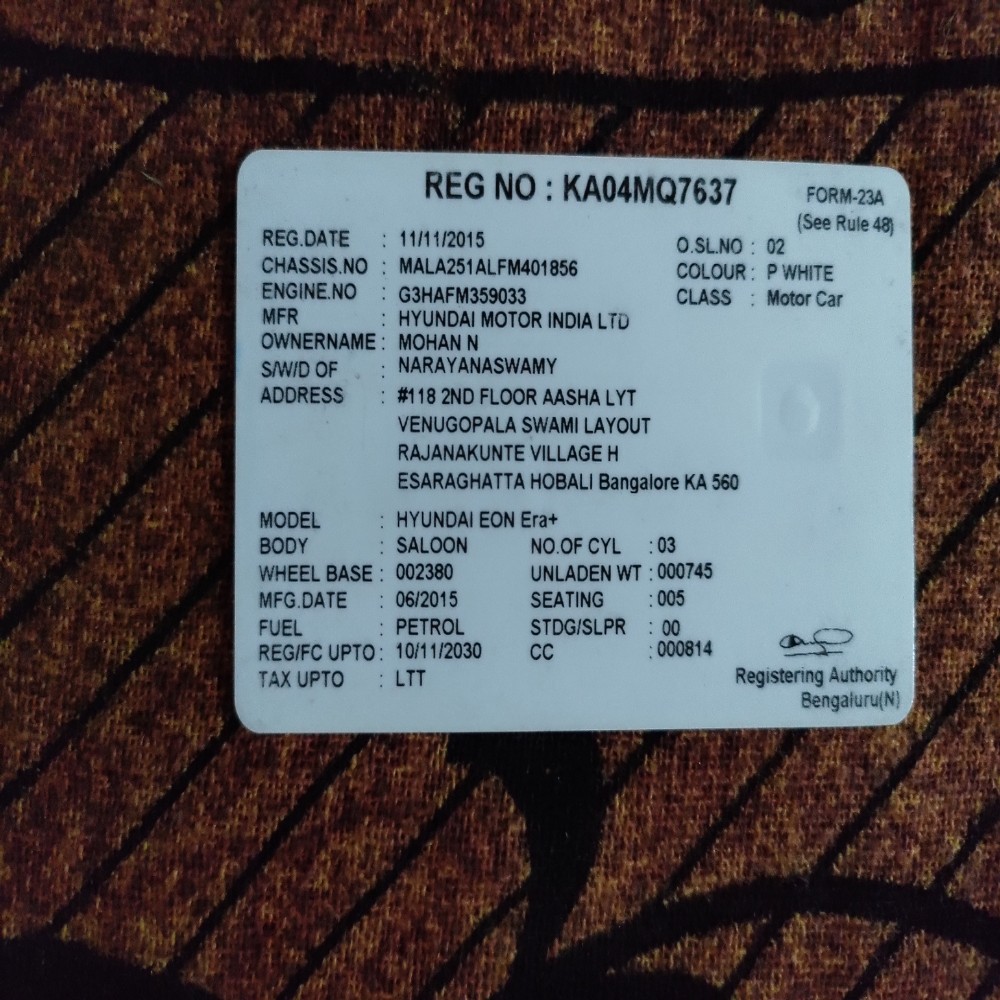 REG NO : KA04MQ7637
FORM-23A
(See Rule 48)
REG.DATE : 11/11/2015 O.SL.NO : 02
CHASSIS.NO : MALA251ALFM401856 COLOUR : P WHITE
ENGINE.NO : G3HAFM359033 CLASS : Motor Car
MFR : HYUNDAI MOTOR INDIA LTD
OWNERNAME : MOHAN N
S/W/D OF : NARAYANASWAMY
ADDRESS : #118 2ND FLOOR AASHA LYT
VENUGOPALA SWAMI LAYOUT
RAJANAKUNTE VILLAGE H
ESARAGHATTA HOBALI Bangalore KA 560
MODEL : HYUNDAI EON Era+
BODY : SALOON NO.OF CYL : 03
WHEEL BASE : 002380 UNLADEN WT : 000745
MFG.DATE : 06/2015 SEATING : 005
FUEL : PETROL STDG/SLPR : 00
REG/FC UPTO : 10/11/2030 CC : 000814
TAX UPTO : LTT
Registering Authority
Bengaluru(N)